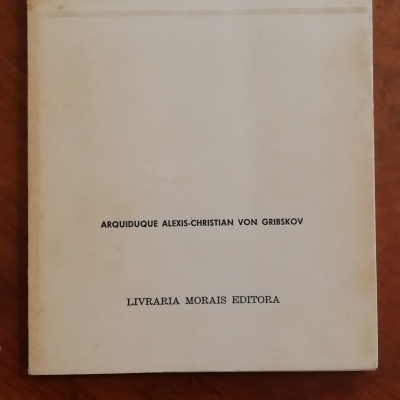 ARQUIDUQUE ALEXIS-CHRISTIAN VON GRIBSKOV
LIVRARIA MORAIS EDITORA